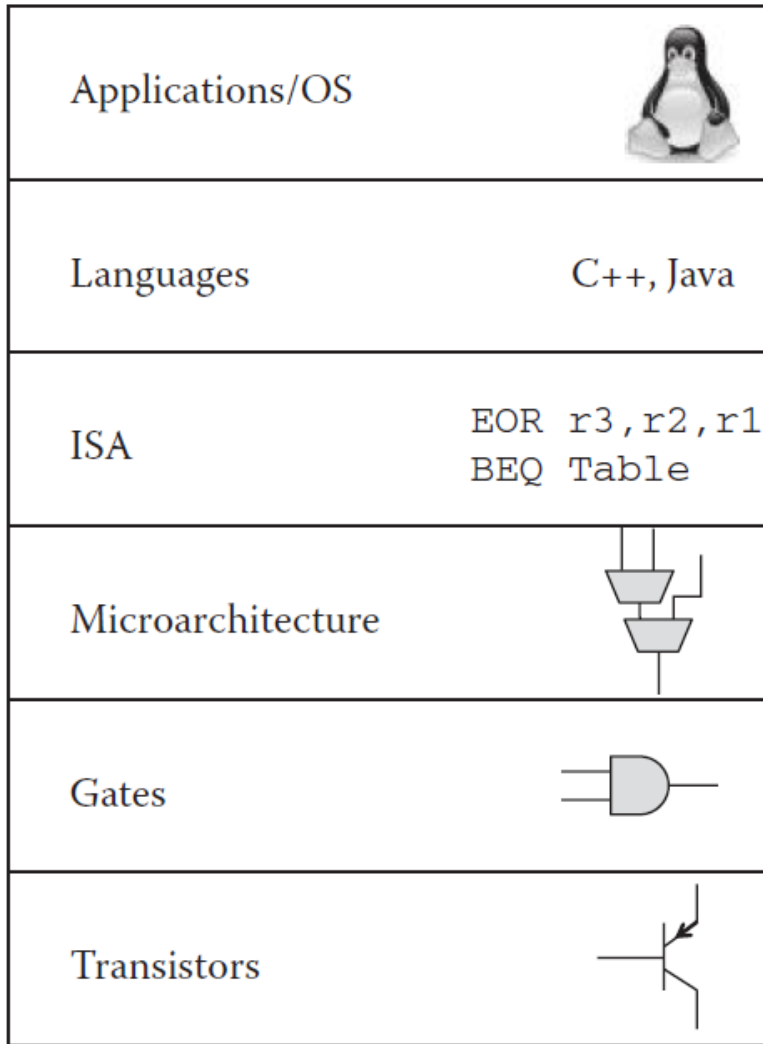 Applications/OS
Languages C++, Java
ISA
EOR r3,r2,r1
BEQ Table
Microarchitecture
Gates
Transistors